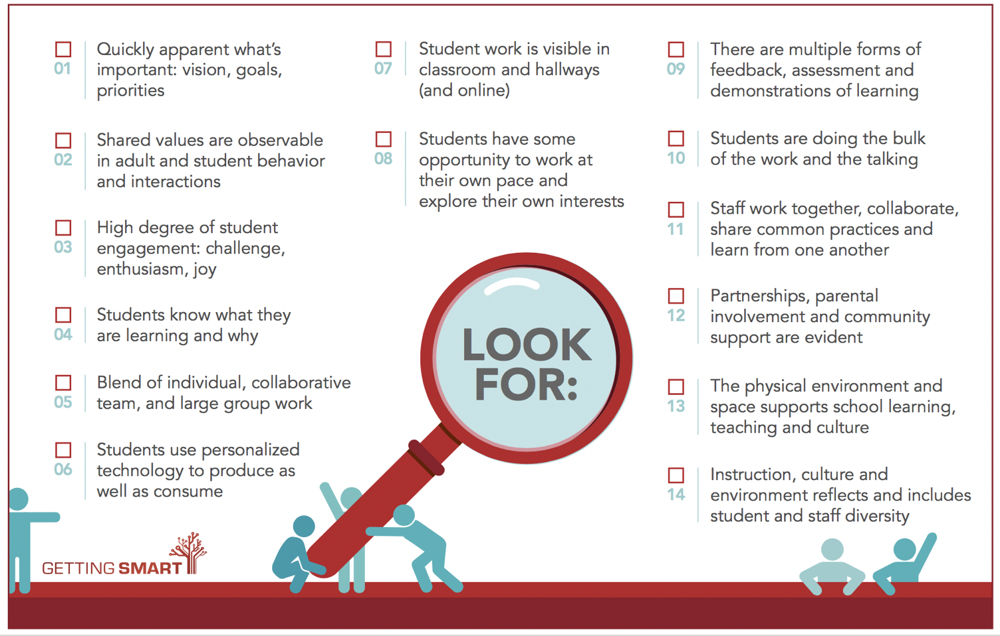 01
Quickly apparent what's
important: vision, goals,
priorities
02
Shared values are observable
in adult and student behavior
and interactions
03
High degree of student
engagement: challenge,
enthusiasm, joy
04
Students know what they
are learning and why
05
Blend of individual, collaborative
team, and large group work
06
Students use personalized
technology to produce as
well as consume
07
Student work is visible in
classroom and hallways
(and online)
08
Students have some
opportunity to work at
their own pace and
explore their own interests
LOOK
FOR:
09
There are multiple forms of
feedback, assessment and
demonstrations of learning
10
Students are doing the bulk
of the work and the talking
11
Staff work together, collaborate,
share common practices and
learn from one another
12
Partnerships, parental
involvement and community
support are evident
13
The physical environment and
space supports school learning,
teaching and culture
14
Instruction, culture and
environment reflects and includes
student and staff diversity
GETTING SMART